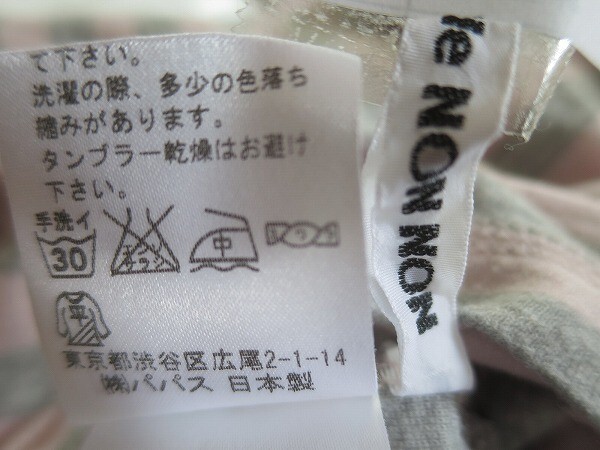 て下さい。
洗濯の際、多少の色落ち
縮みがあります。
タンブラー乾燥はお避け
下さい。
手洗イ
30
中
平
東京都渋谷区広尾2-1-14
㈱パパス 日本製
NON NON